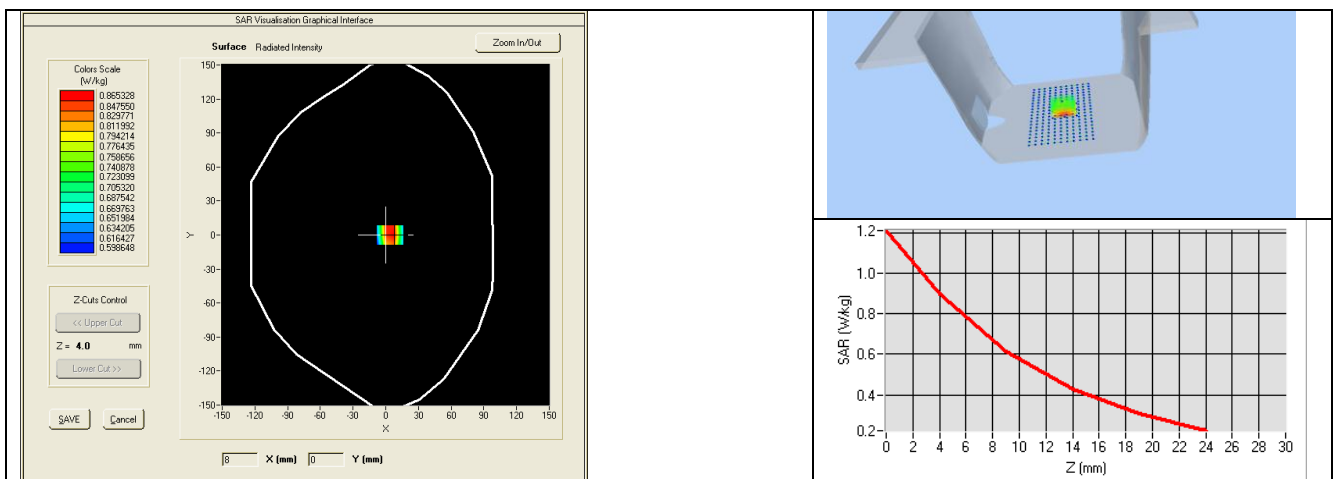 SAR Visualisation Graphical Interface
Surface Radiated Intensity
Zoom In/Out
Colors Scale
(W/kg)
0.865328
0.847550
0.829771
0.811992
0.794214
0.776435
0.758656
0.740878
0.723099
0.705320
0.687542
0.669763
0.651984
0.634205
0.616427
0.598648
Z-Cuts Control
<< Upper Cut
Z = 4.0 mm
Lower Cut >>
SAVE Cancel
150-
120-
90-
60-
30-
0-
-30-
-60-
-90-
-120-
-150-
Y
-150 -120 -90 -60 -30 0 30 60 90 120 150
X
8 X (mm) 0 Y (mm)
1.2-
1.0-
0.8-
0.6-
0.4-
0.2-
SAR (W/kg)
0 2 4 6 8 10 12 14 16 18 20 22 24 26 28 30
Z (mm)